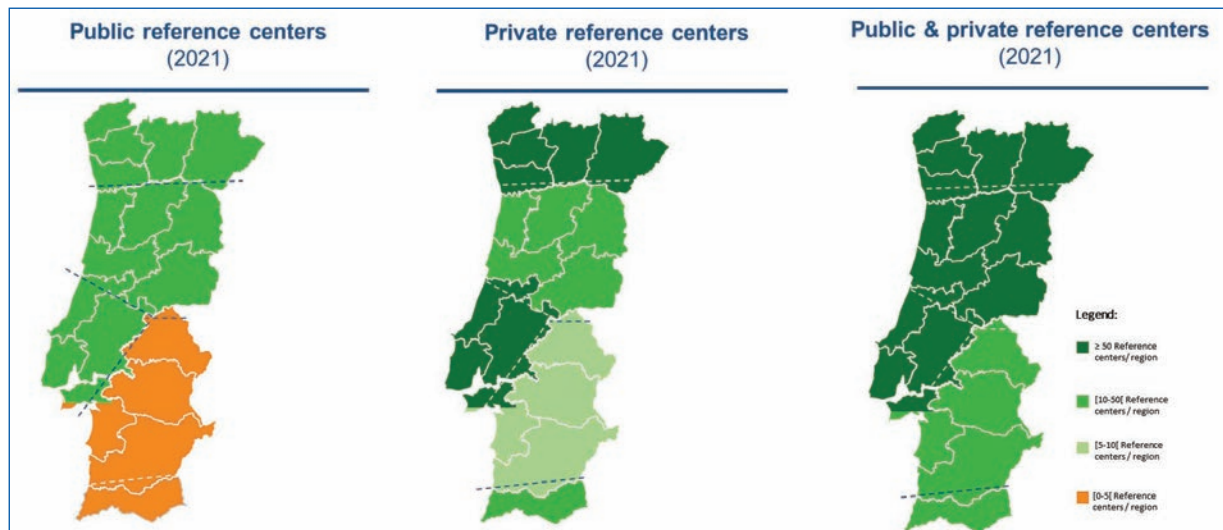 Public reference centers
(2021)
Private reference centers
(2021)
Public & private reference centers
(2021)
Legend:
≥ 50 Reference
centers/ region
[10-50[ Reference
centers / region
[5-10[ Reference
centers / region
[0-5[ Reference
centers/ region